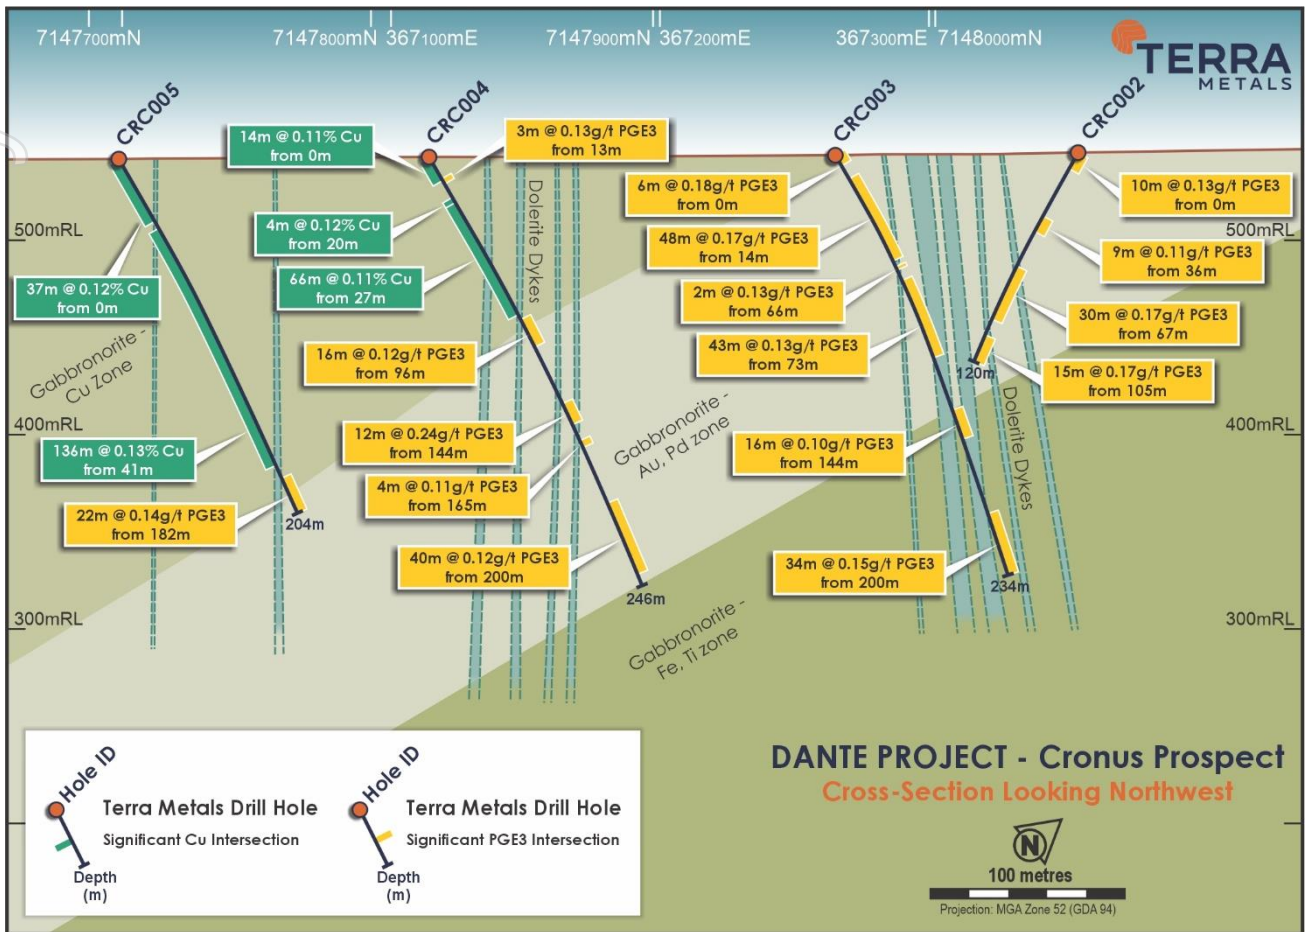 7147700mN
7147800mN
367100mE
7147900mN
367200mE
367300mE
7148000mN
TERRA
METALS
CRC005
CRC004
CRC003
CRC002
14m @ 0.11% Cu
from 0m
3m @ 0.13g/t PGE3
from 13m
6m @ 0.18g/t PGE3
from 0m
10m @ 0.13g/t PGE3
from 0m
4m @ 0.12% Cu
from 20m
48m @ 0.17g/t PGE3
from 14m
9m @ 0.11g/t PGE3
from 36m
500mRL
500mRL
37m @ 0.12% Cu
from 0m
66m @ 0.11% Cu
from 27m
2m @ 0.13g/t PGE3
from 66m
30m @ 0.17g/t PGE3
from 67m
Dolerite Dykes
Gabbronorite -
Cu Zone
16m @ 0.12g/t PGE3
from 96m
43m @ 0.13g/t PGE3
from 73m
120m
15m @ 0.17g/t PGE3
from 105m
400mRL
400mRL
136m @ 0.13% Cu
from 41m
12m @ 0.24g/t PGE3
from 144m
Gabbronorite -
Au, Pd zone
16m @ 0.10g/t PGE3
from 144m
Dolerite Dykes
4m @ 0.11g/t PGE3
from 165m
22m @ 0.14g/t PGE3
from 182m
204m
40m @ 0.12g/t PGE3
from 200m
246m
34m @ 0.15g/t PGE3
from 200m
234m
300mRL
300mRL
Gabbronorite -
Fe, Ti zone
Hole ID
Terra Metals Drill Hole
Significant Cu Intersection
Depth
(m)
Hole ID
Terra Metals Drill Hole
Significant PGE3 Intersection
Depth
(m)
DANTE PROJECT - Cronus Prospect
Cross-Section Looking Northwest
N
100 metres
Projection: MGA Zone 52 (GDA 94)